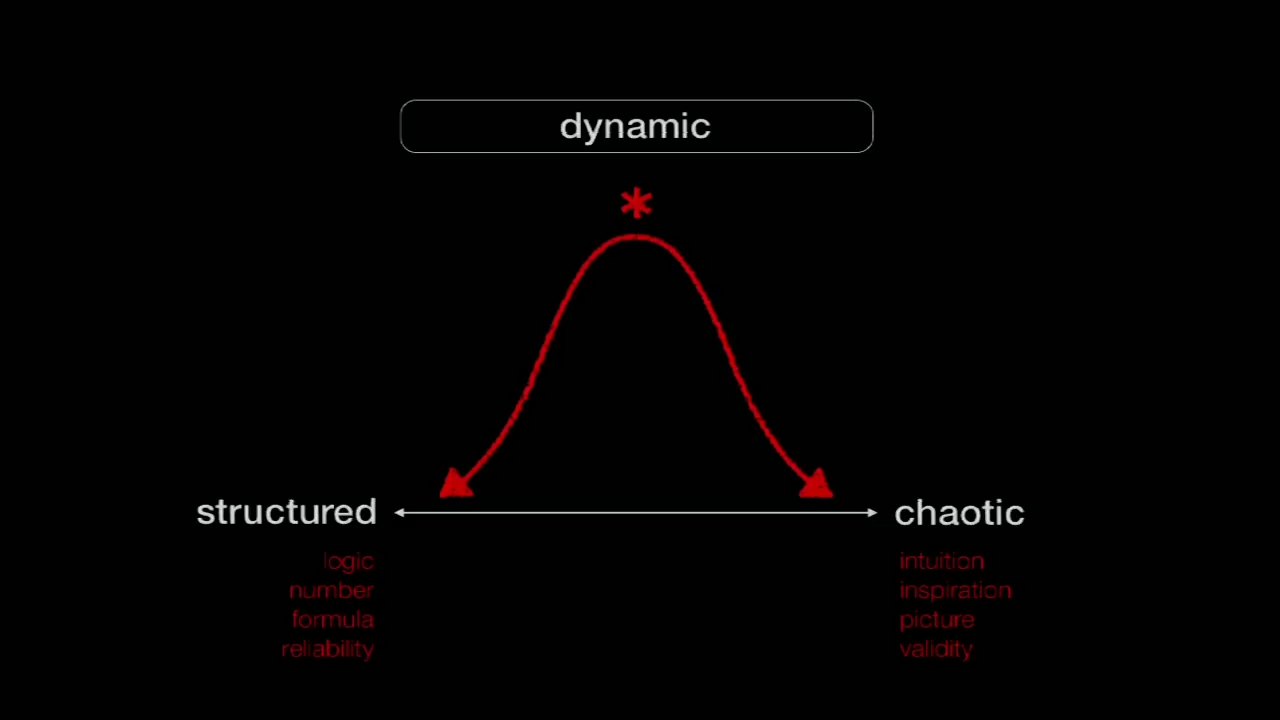 dynamic
*
structured
chaotic
logic
number
formula
reliability
intuition
inspiration
picture
validity